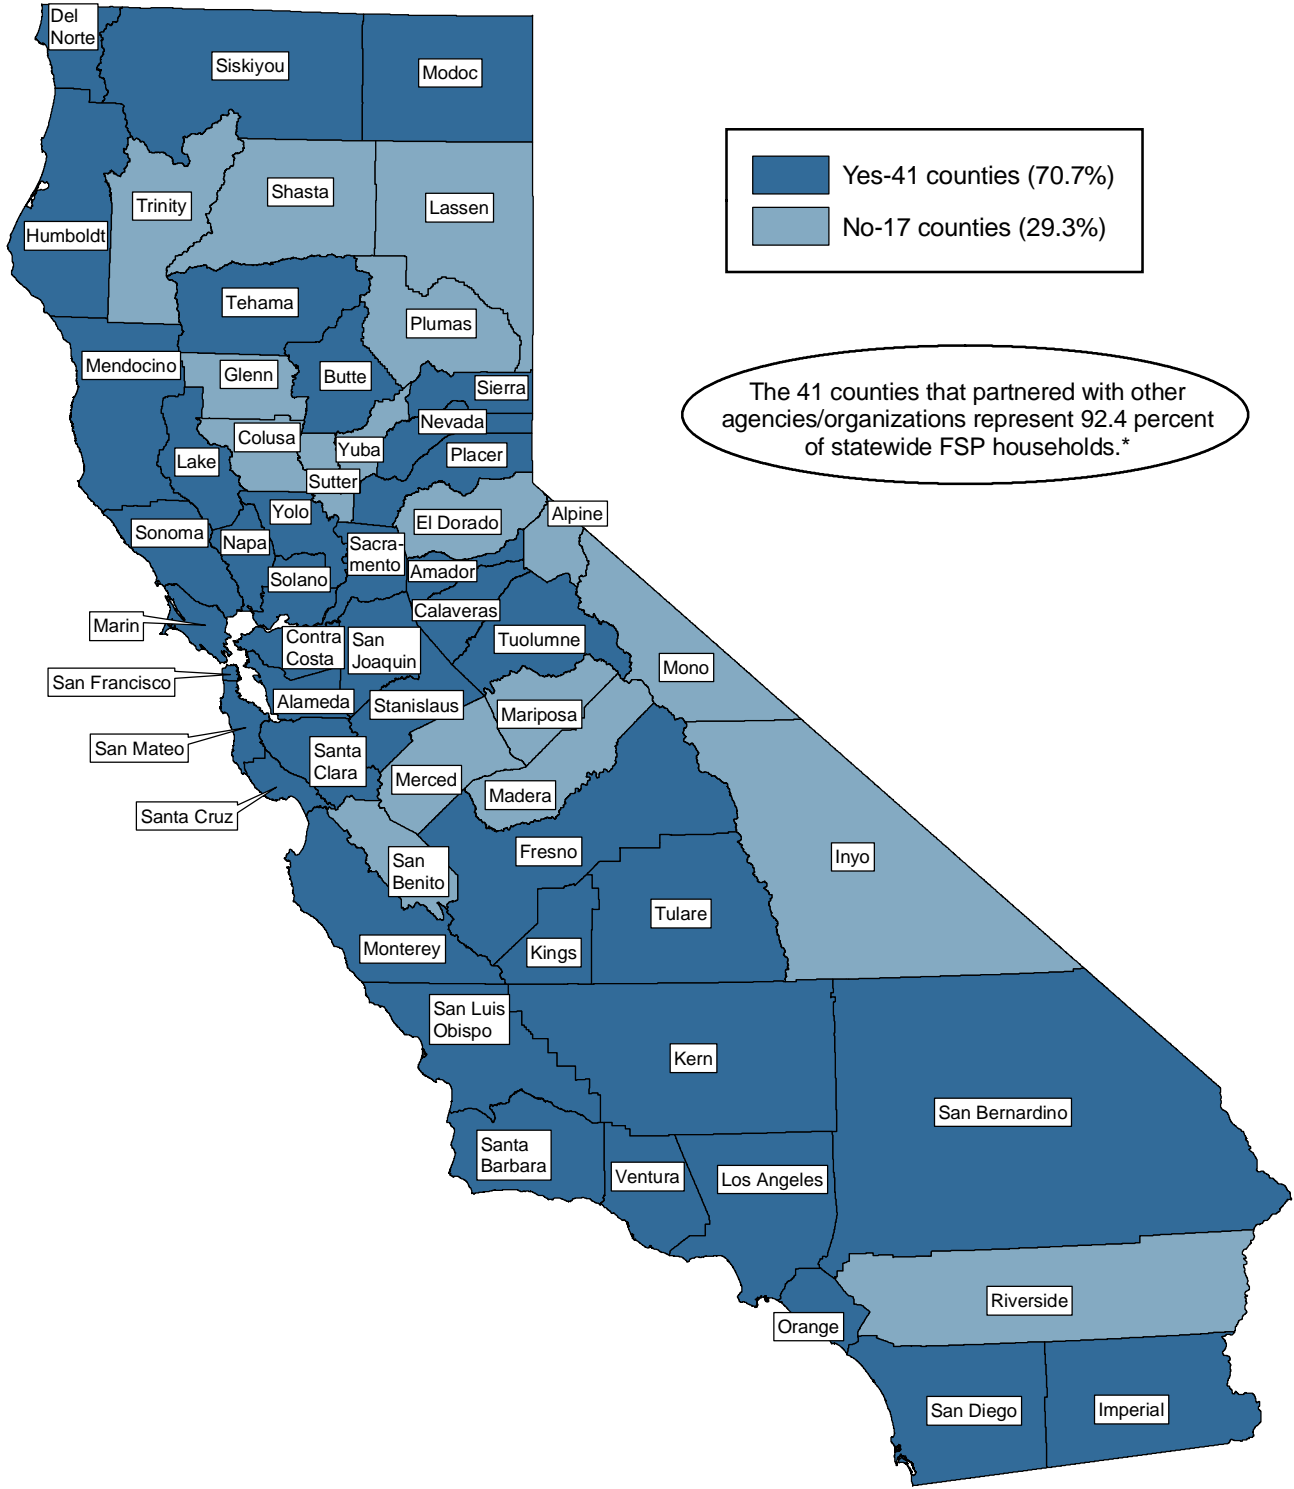 Del
Norte
Siskiyou
Modoc
Yes-41 counties (70.7%)
No-17 counties (29.3%)
Trinity
Shasta
Lassen
Humboldt
Tehama
Plumas
Mendocino
Glenn
Butte
Sierra
Nevada
The 41 counties that partnered with other
agencies/organizations represent 92.4 percent
of statewide FSP households.*
Colusa
Yuba
Placer
Lake
Sutter
Yolo
El Dorado
Alpine
Sonoma
Napa
Sacra-
mento
Solano
Amador
Calaveras
Marin
Contra
Costa
San
Joaquin
Tuolumne
Mono
San Francisco
Alameda
Stanislaus
Mariposa
San Mateo
Santa
Clara
Merced
Madera
Santa Cruz
Fresno
Inyo
San
Benito
Tulare
Monterey
Kings
San Luis
Obispo
Kern
San Bernardino
Santa
Barbara
Ventura
Los Angeles
Riverside
Orange
San Diego
Imperial